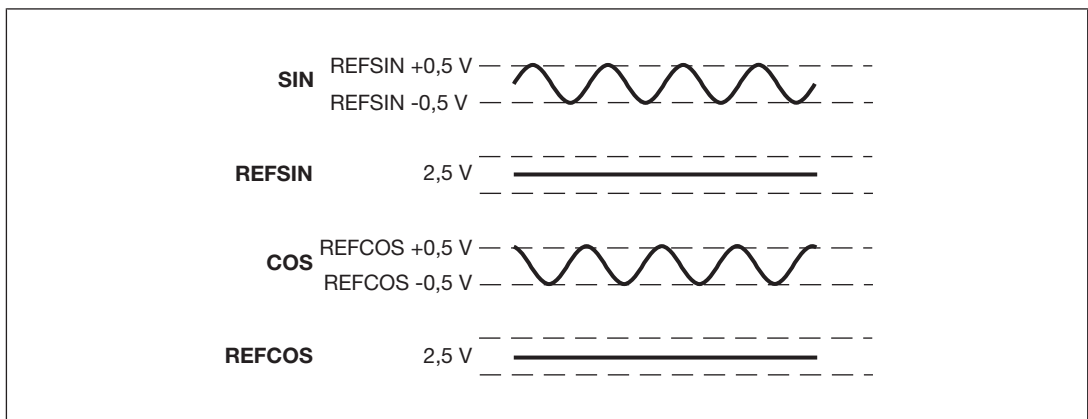 SIN
REFSIN +0,5 V
REFSIN -0,5 V
REFSIN 2,5 V
COS
REFCOS +0,5 V
REFCOS -0,5 V
REFCOS 2,5 V